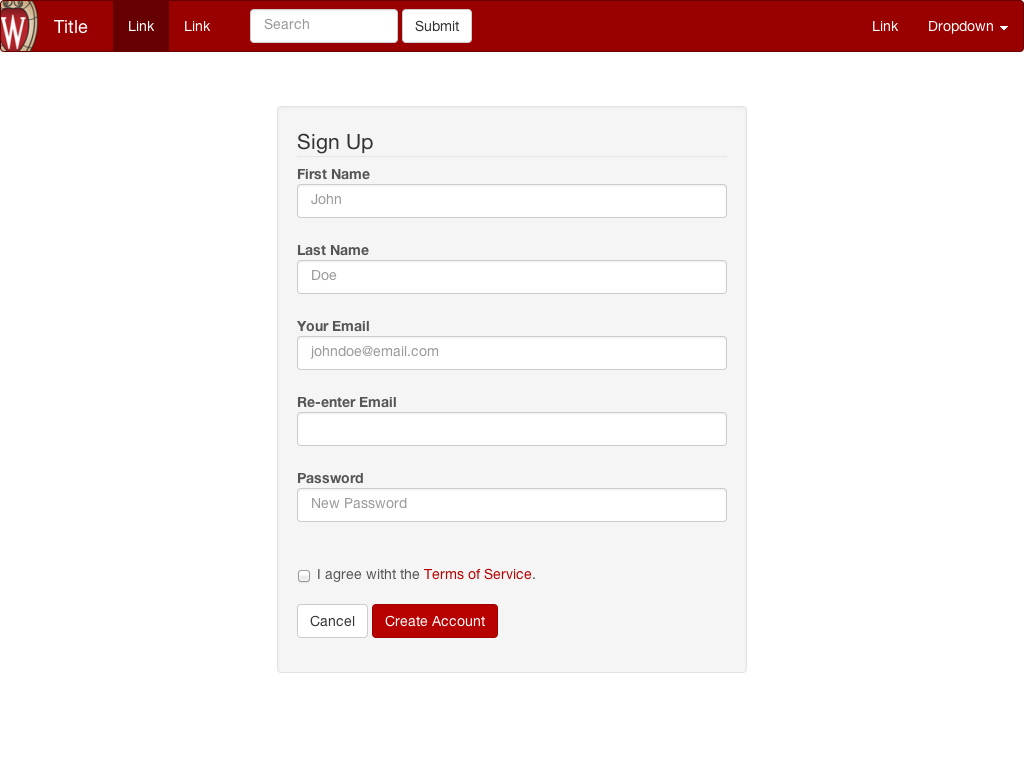 W Title Link Link Search Submit Link Dropdown
Sign Up
First Name
John
Last Name
Doe
Your Email
johndoe@email.com
Re-enter Email
Password
New Password
I agree witht the Terms of Service.
Cancel Create Account